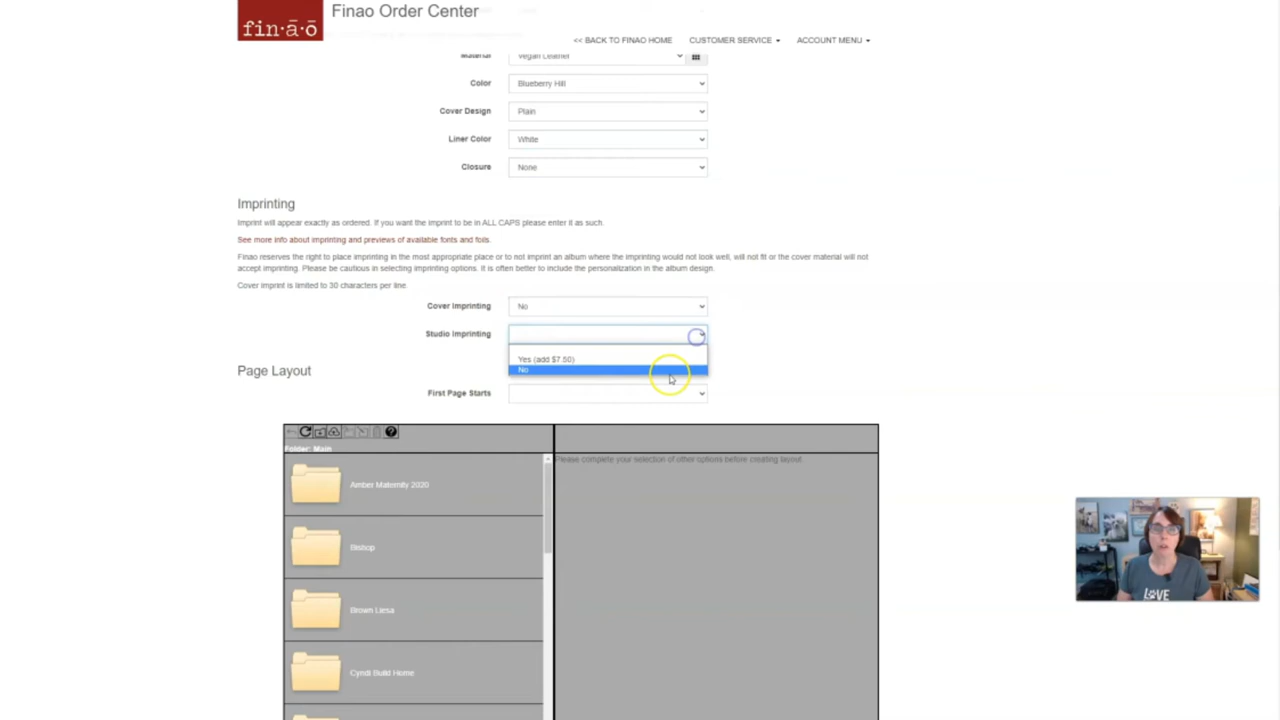 fin·ā·ō
Finao Order Center
<< BACK TO FINAO HOME CUSTOMER SERVICE ACCOUNT MENU
Material Vegan Leather
Color Blueberry Hill
Cover Design Plain
Liner Color White
Closure None
Imprinting
Imprint will appear exactly as ordered. If you want the imprint to be in ALL CAPS please enter it as such.
See more info about imprinting and previews of available fonts and foils.
Finao reserves the right to place imprinting in the most appropriate place or to not imprint an album where the imprinting would not look well, will not fit or the cover material will not
accept imprinting. Please be cautious in selecting imprinting options. It is often better to include the personalization in the album design.
Cover imprint is limited to 30 characters per line.
Cover Imprinting No
Studio Imprinting
Yes (add $7.50)
No
Page Layout
First Page Starts
Folder: Main
Please complete your selection of other options before creating layout.
Amber Maternity 2020
Bishop
Brown Liesa
Cyndi Build Home
LOVE